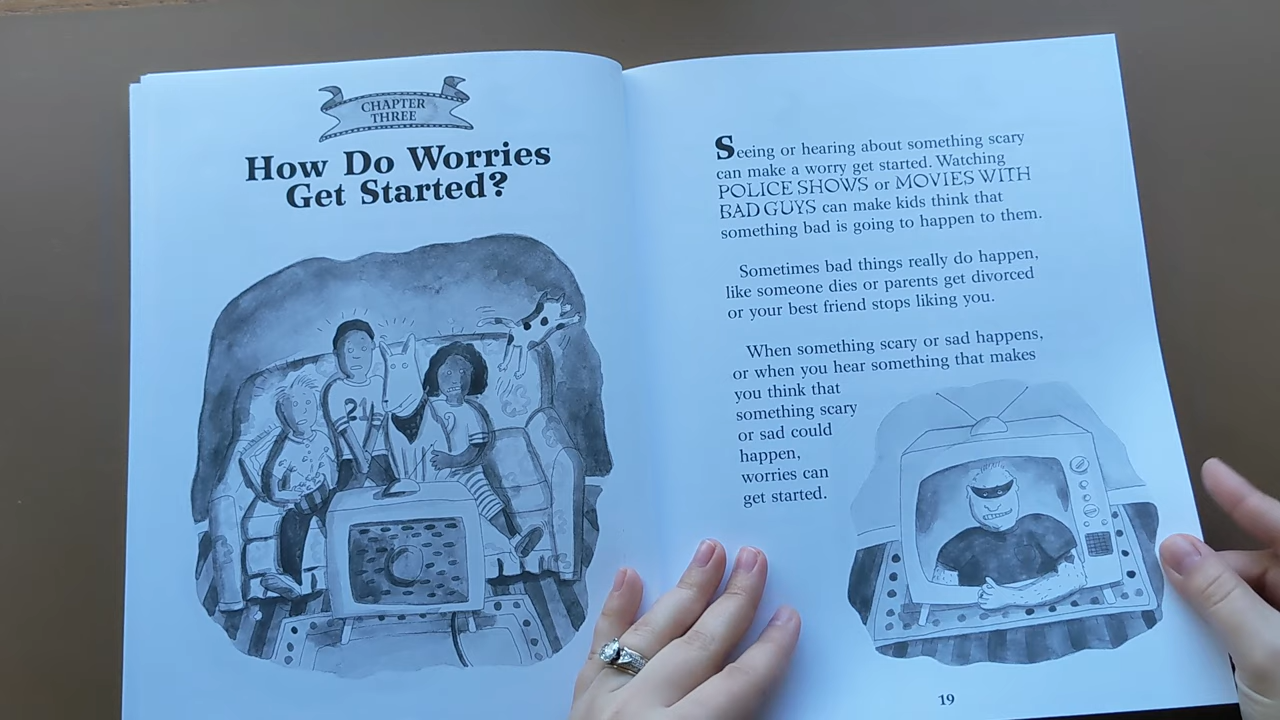 CHAPTER
THREE
How Do Worries
Get Started?
21
Seeing or hearing about something scary
can make a worry get started. Watching
POLICE SHOWS or MOVIES WITH
BAD GUYS can make kids think that
something bad is going to happen to them.
Sometimes bad things really do happen,
like someone dies or parents get divorced
or your best friend stops liking you.
When something scary or sad happens,
or when you hear something that makes
you think that
something scary
or sad could
happen,
worries can
get started.
19